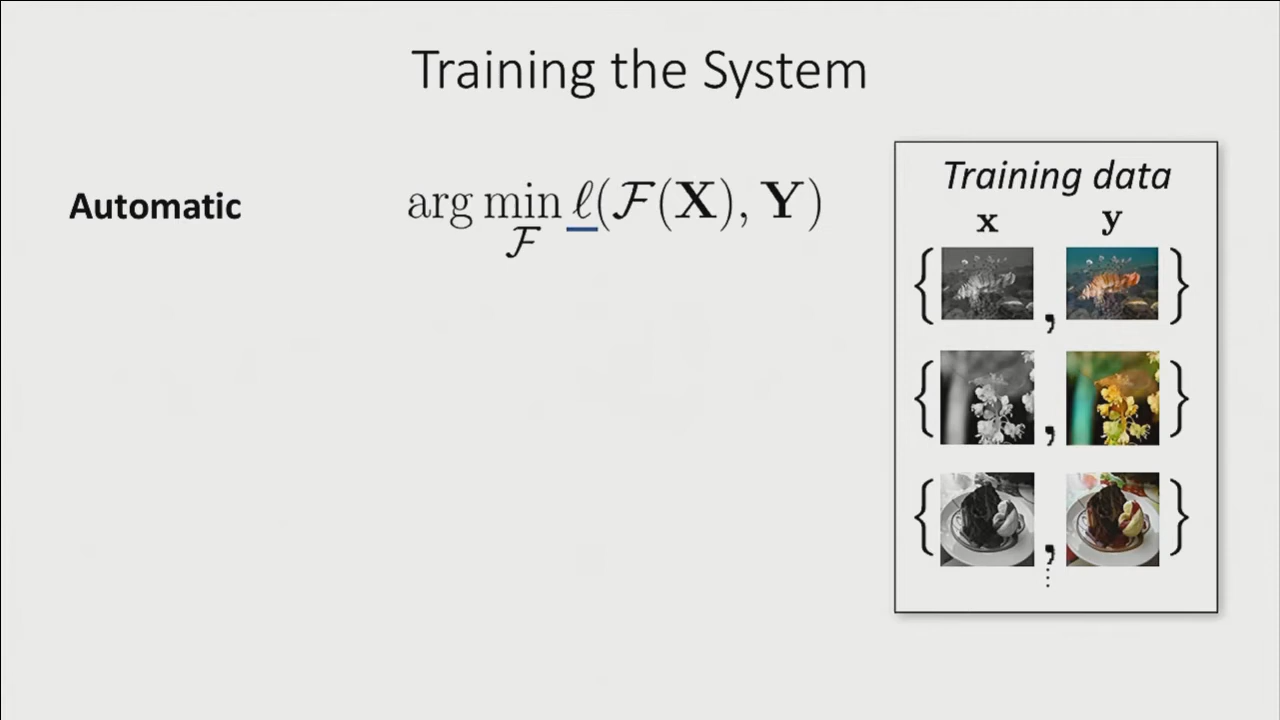 Training the System
Automatic
arg min ℓ(ℱ(𝐗), 𝐘)
ℱ
Training data
x y
{ , }
{ , }
{ , }
⋮